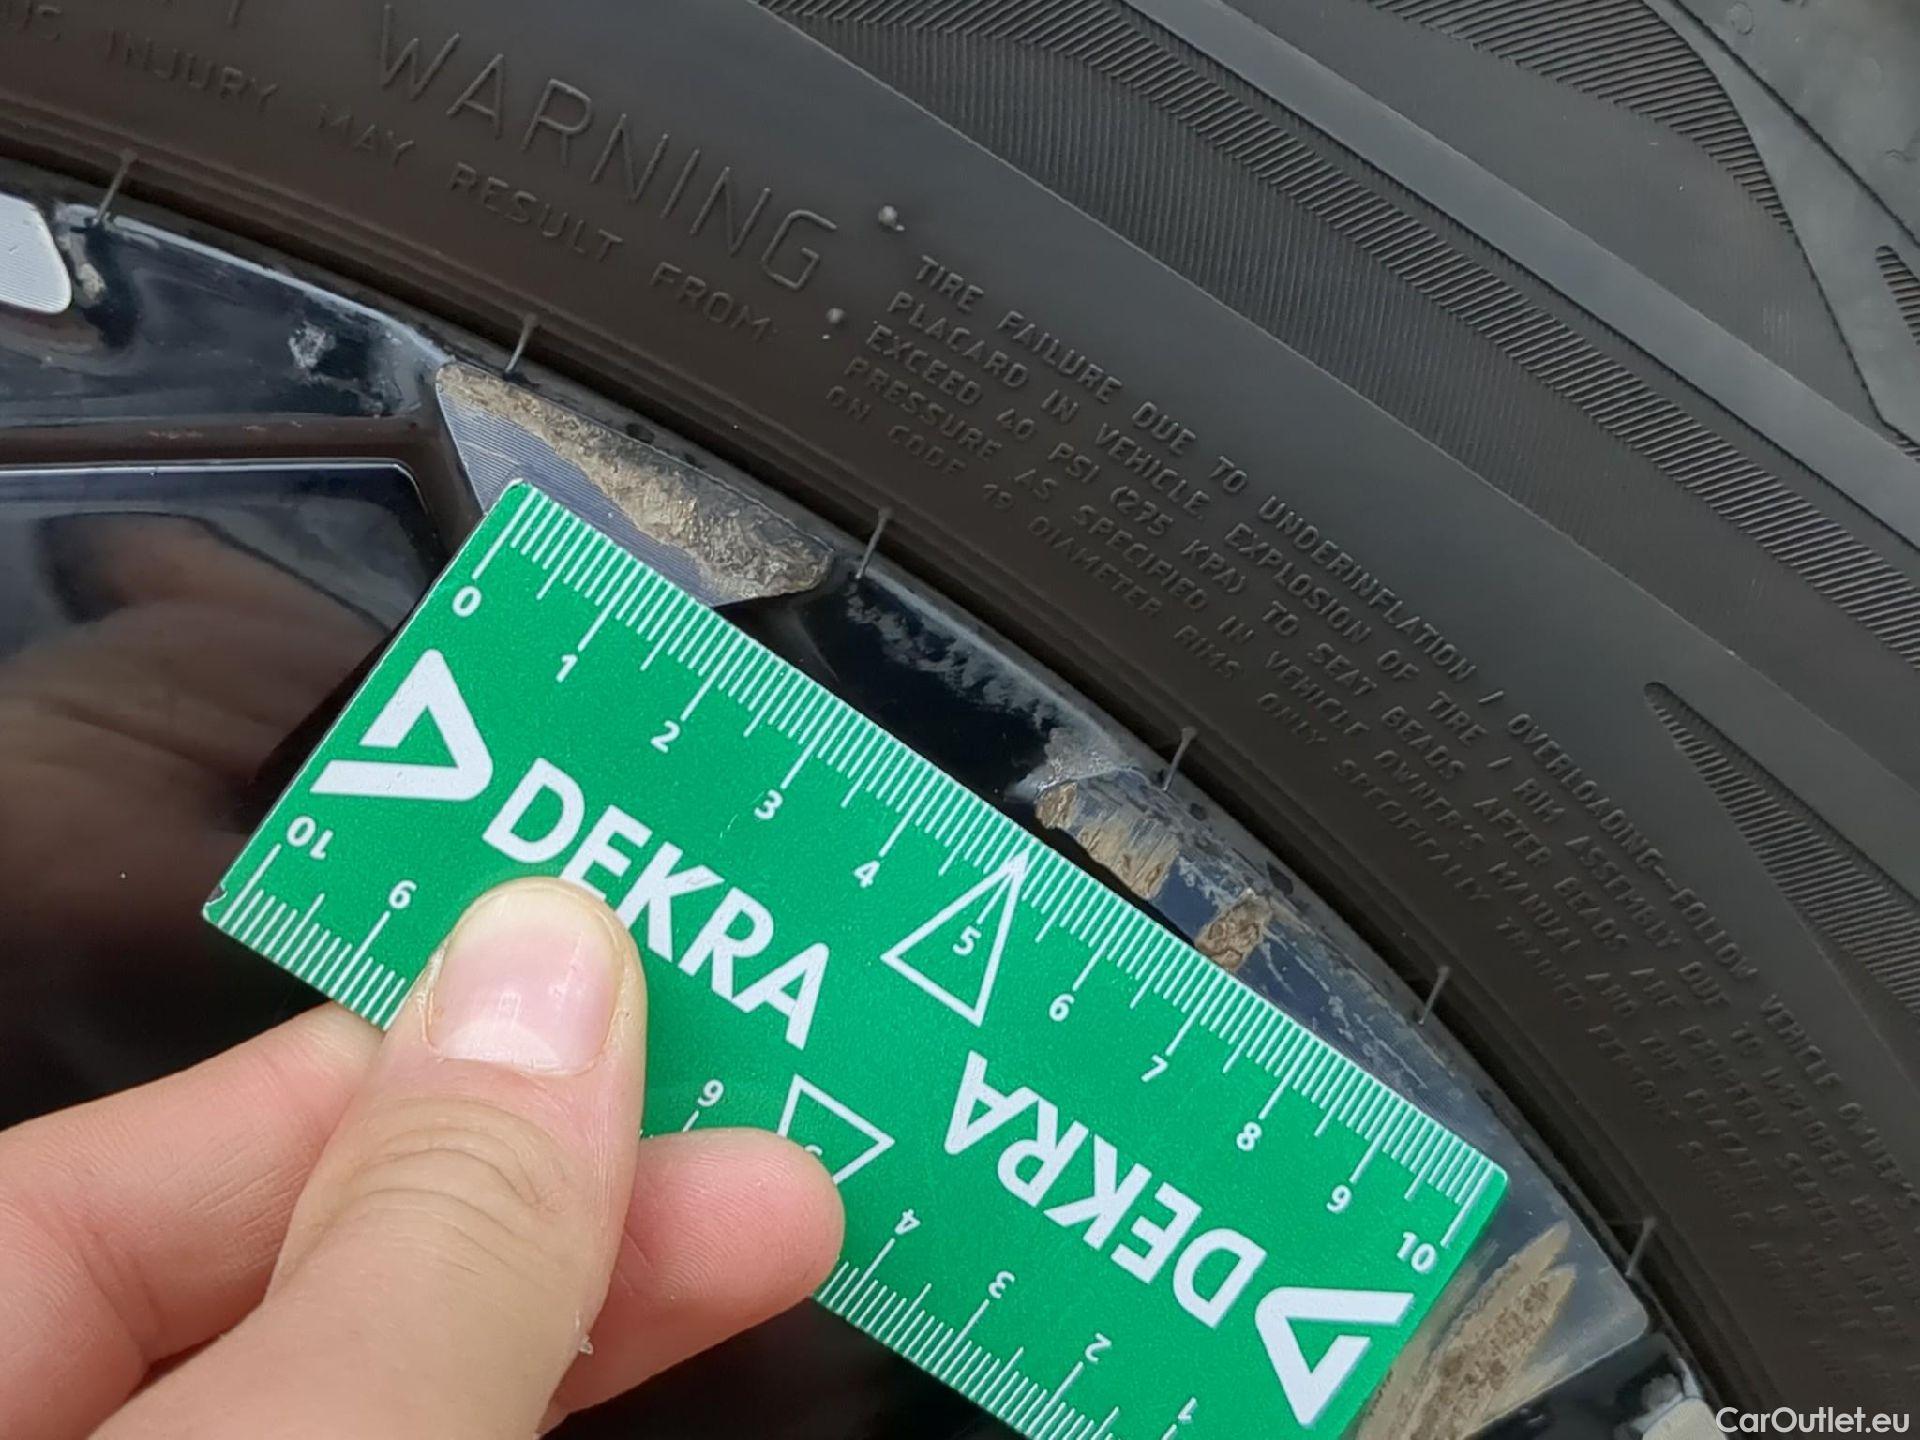 WARNING
INJURY MAY RESULT FROM:
TIRE FAILURE DUE TO UNDERINFLATION / OVERLOADING--FOLLOW VEHICLE OWNER'S
PLACARD IN VEHICLE. EXPLOSION OF TIRE / RIM ASSEMBLY DUE TO IMPROPER
EXCEED 40 PSI (275 KPA) TO SEAT BEADS AFTER BEADS ARE PROPERLY
PRESSURE AS SPECIFIED IN VEHICLE OWNER'S MANUAL AND THE PLACARD
ON CODE 19 DIAMETER RIMS ONLY SPECIFICALLY TRAINED PERSONS SHOULD
0 1 2 3 4 5 6 7 8 9 10
DEKRA
DEKRA
10 9 6 5 4 3 2 1
CarOutlet.eu